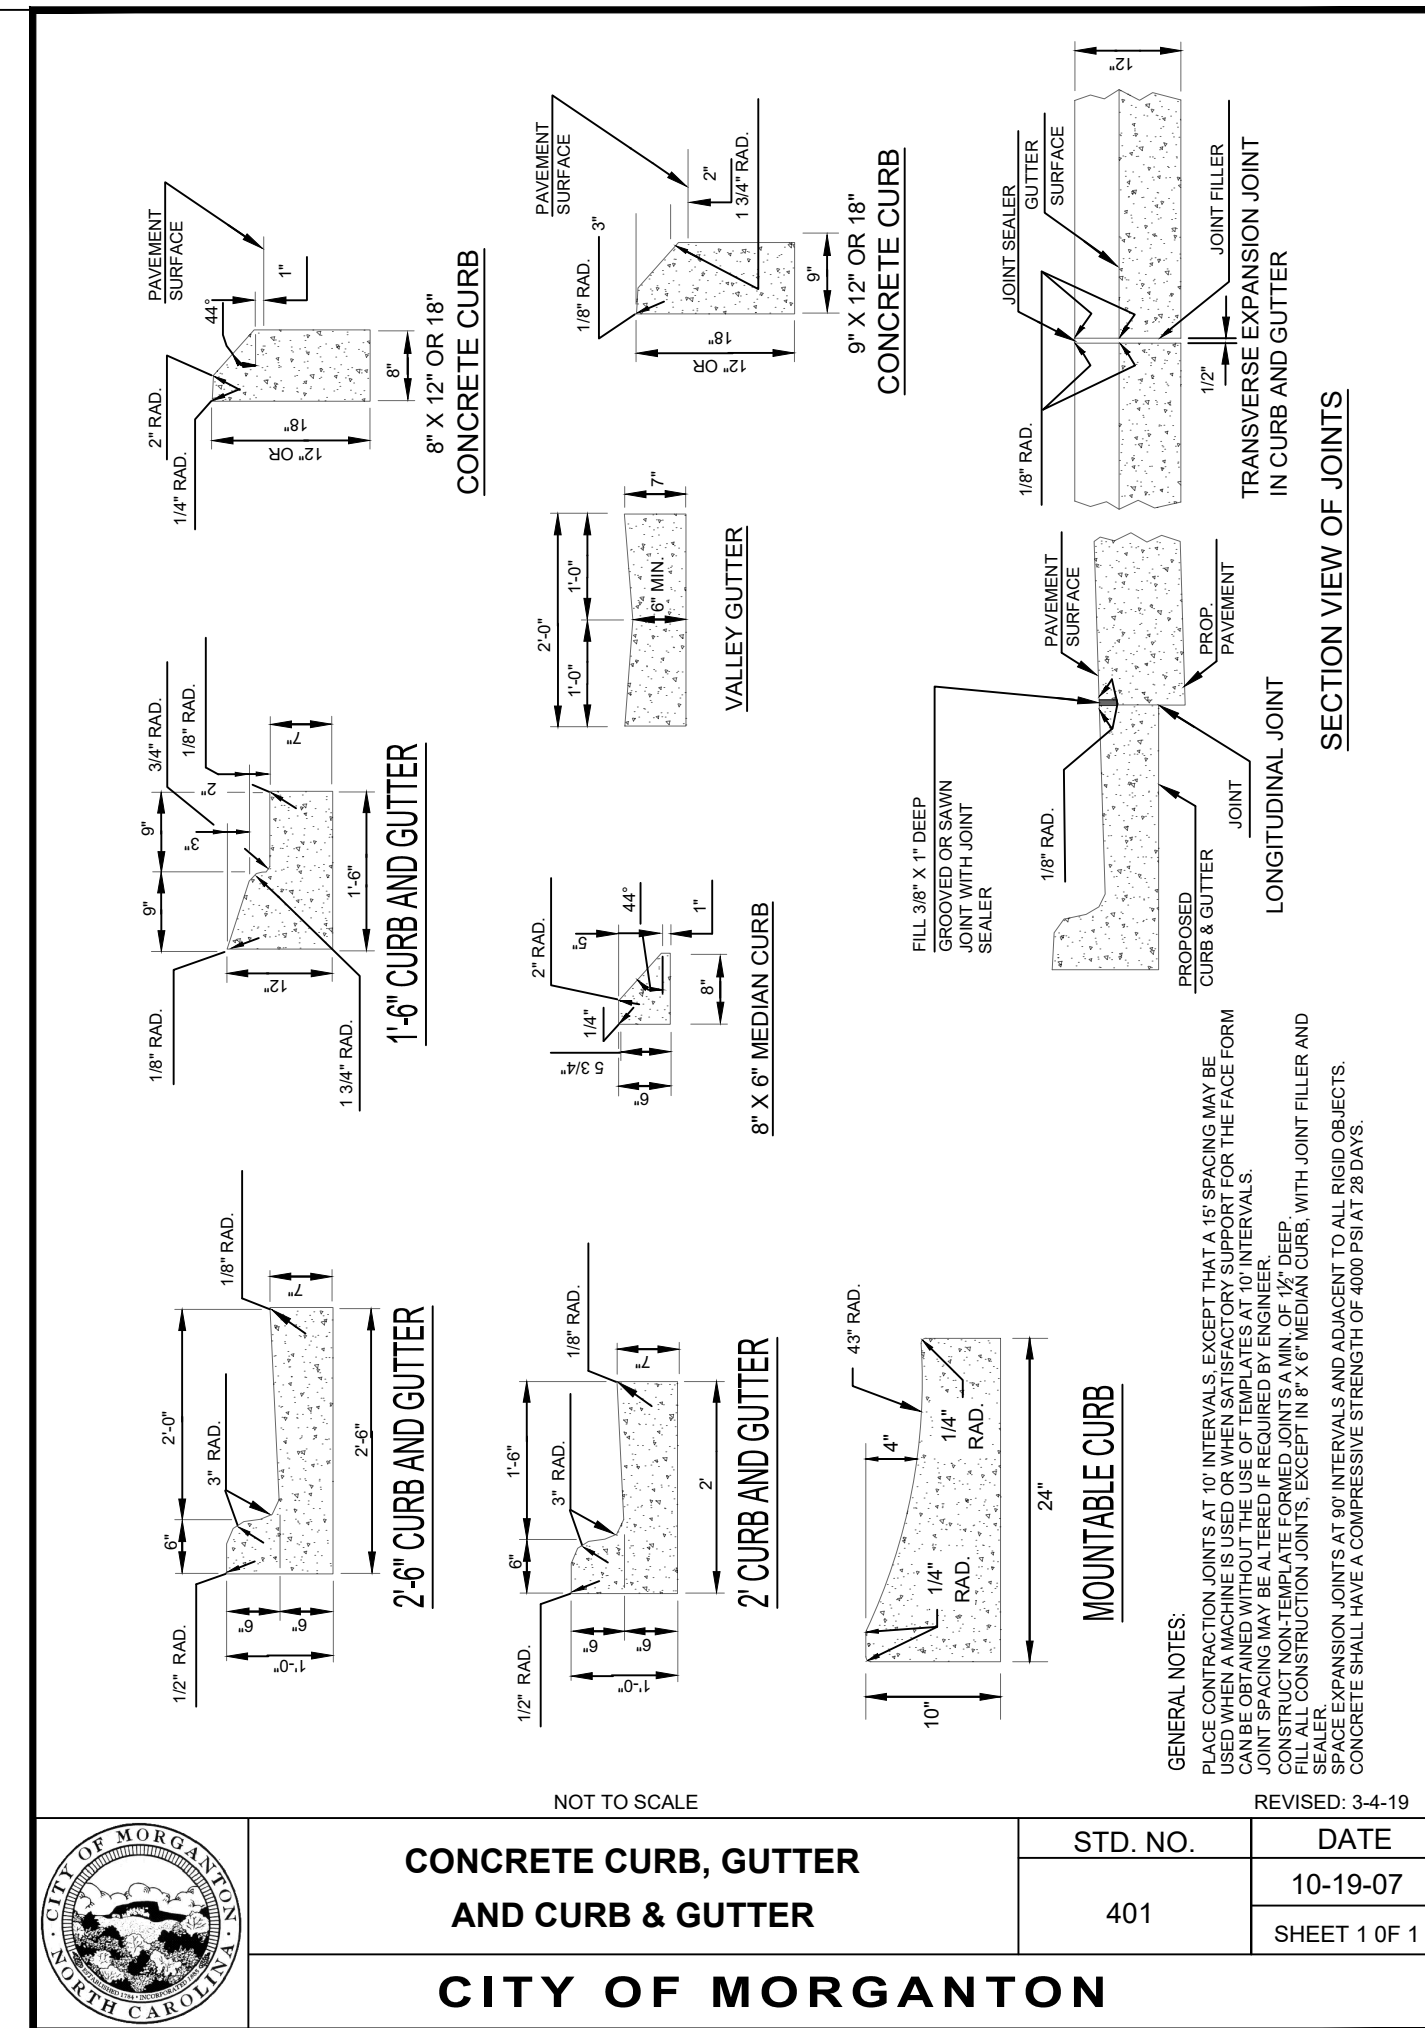 1/2" RAD.
6"
2'-0"
3" RAD.
1/8" RAD.
6"
6"
1'-0"
7"
2'-6"
2'-6" CURB AND GUTTER
1/8" RAD.
9"
9"
3/4" RAD.
1/8" RAD.
3"
2"
7"
12"
1'-6"
1 3/4" RAD.
1'-6" CURB AND GUTTER
1/4" RAD.
2" RAD.
44°
PAVEMENT
SURFACE
1"
12" OR
18"
8"
8" X 12" OR 18"
CONCRETE CURB
1/2" RAD.
6"
1'-6"
3" RAD.
1/8" RAD.
6"
6"
1'-0"
7"
2'
2' CURB AND GUTTER
2" RAD.
1/4"
5 3/4"
6"
5"
44°
1"
8"
8" X 6" MEDIAN CURB
2'-0"
1'-0"
1'-0"
6" MIN.
7"
VALLEY GUTTER
1/8" RAD.
3"
PAVEMENT
SURFACE
2"
1 3/4" RAD.
12" OR
18"
9"
9" X 12" OR 18"
CONCRETE CURB
43" RAD.
4"
1/4"
RAD.
1/4"
RAD.
10"
24"
MOUNTABLE CURB
FILL 3/8" X 1" DEEP
GROOVED OR SAWN
JOINT WITH JOINT
SEALER
1/8" RAD.
PAVEMENT
SURFACE
PROPOSED
CURB & GUTTER
JOINT
PROP.
PAVEMENT
LONGITUDINAL JOINT
1/8" RAD.
JOINT SEALER
GUTTER
SURFACE
12"
1/2"
JOINT FILLER
TRANSVERSE EXPANSION JOINT
IN CURB AND GUTTER
SECTION VIEW OF JOINTS
GENERAL NOTES:
PLACE CONTRACTION JOINTS AT 10' INTERVALS, EXCEPT THAT A 15' SPACING MAY BE
USED WHEN A MACHINE IS USED OR WHEN SATISFACTORY SUPPORT FOR THE FACE FORM
CAN BE OBTAINED WITHOUT THE USE OF TEMPLATES AT 10' INTERVALS.
JOINT SPACING MAY BE ALTERED IF REQUIRED BY ENGINEER.
CONSTRUCT NON-TEMPLATE FORMED JOINTS A MIN. OF 1½" DEEP.
FILL ALL CONSTRUCTION JOINTS, EXCEPT IN 8" X 6" MEDIAN CURB, WITH JOINT FILLER AND
SEALER.
SPACE EXPANSION JOINTS AT 90' INTERVALS AND ADJACENT TO ALL RIGID OBJECTS.
CONCRETE SHALL HAVE A COMPRESSIVE STRENGTH OF 4000 PSI AT 28 DAYS.
NOT TO SCALE
REVISED: 3-4-19
CITY OF MORGANTON
NORTH CAROLINA
ESTABLISHED 1784 • INCORPORATED 1885
CONCRETE CURB, GUTTER
AND CURB & GUTTER
STD. NO.
401
DATE
10-19-07
SHEET 1 0F 1
CITY OF MORGANTON